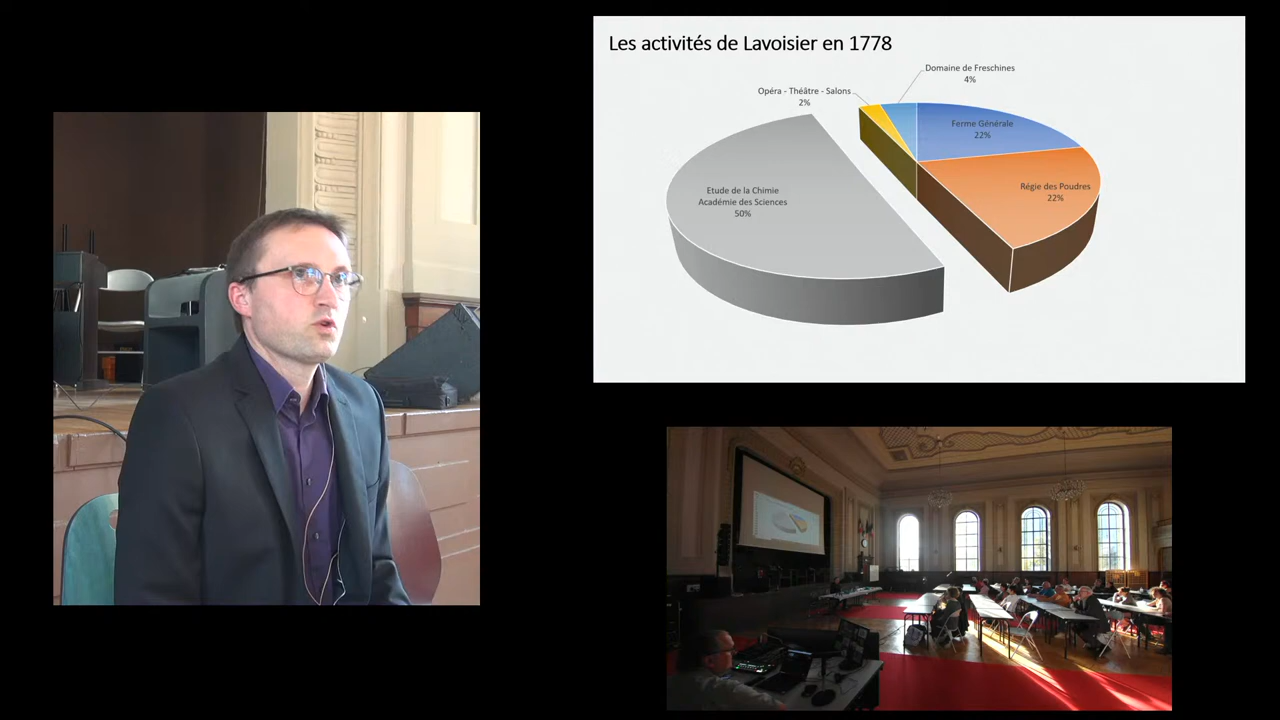 Les activités de Lavoisier en 1778
Domaine de Freschines
4%
Opéra - Théâtre - Salons
2%
Ferme Générale
22%
Régie des Poudres
22%
Etude de la Chimie
Académie des Sciences
50%